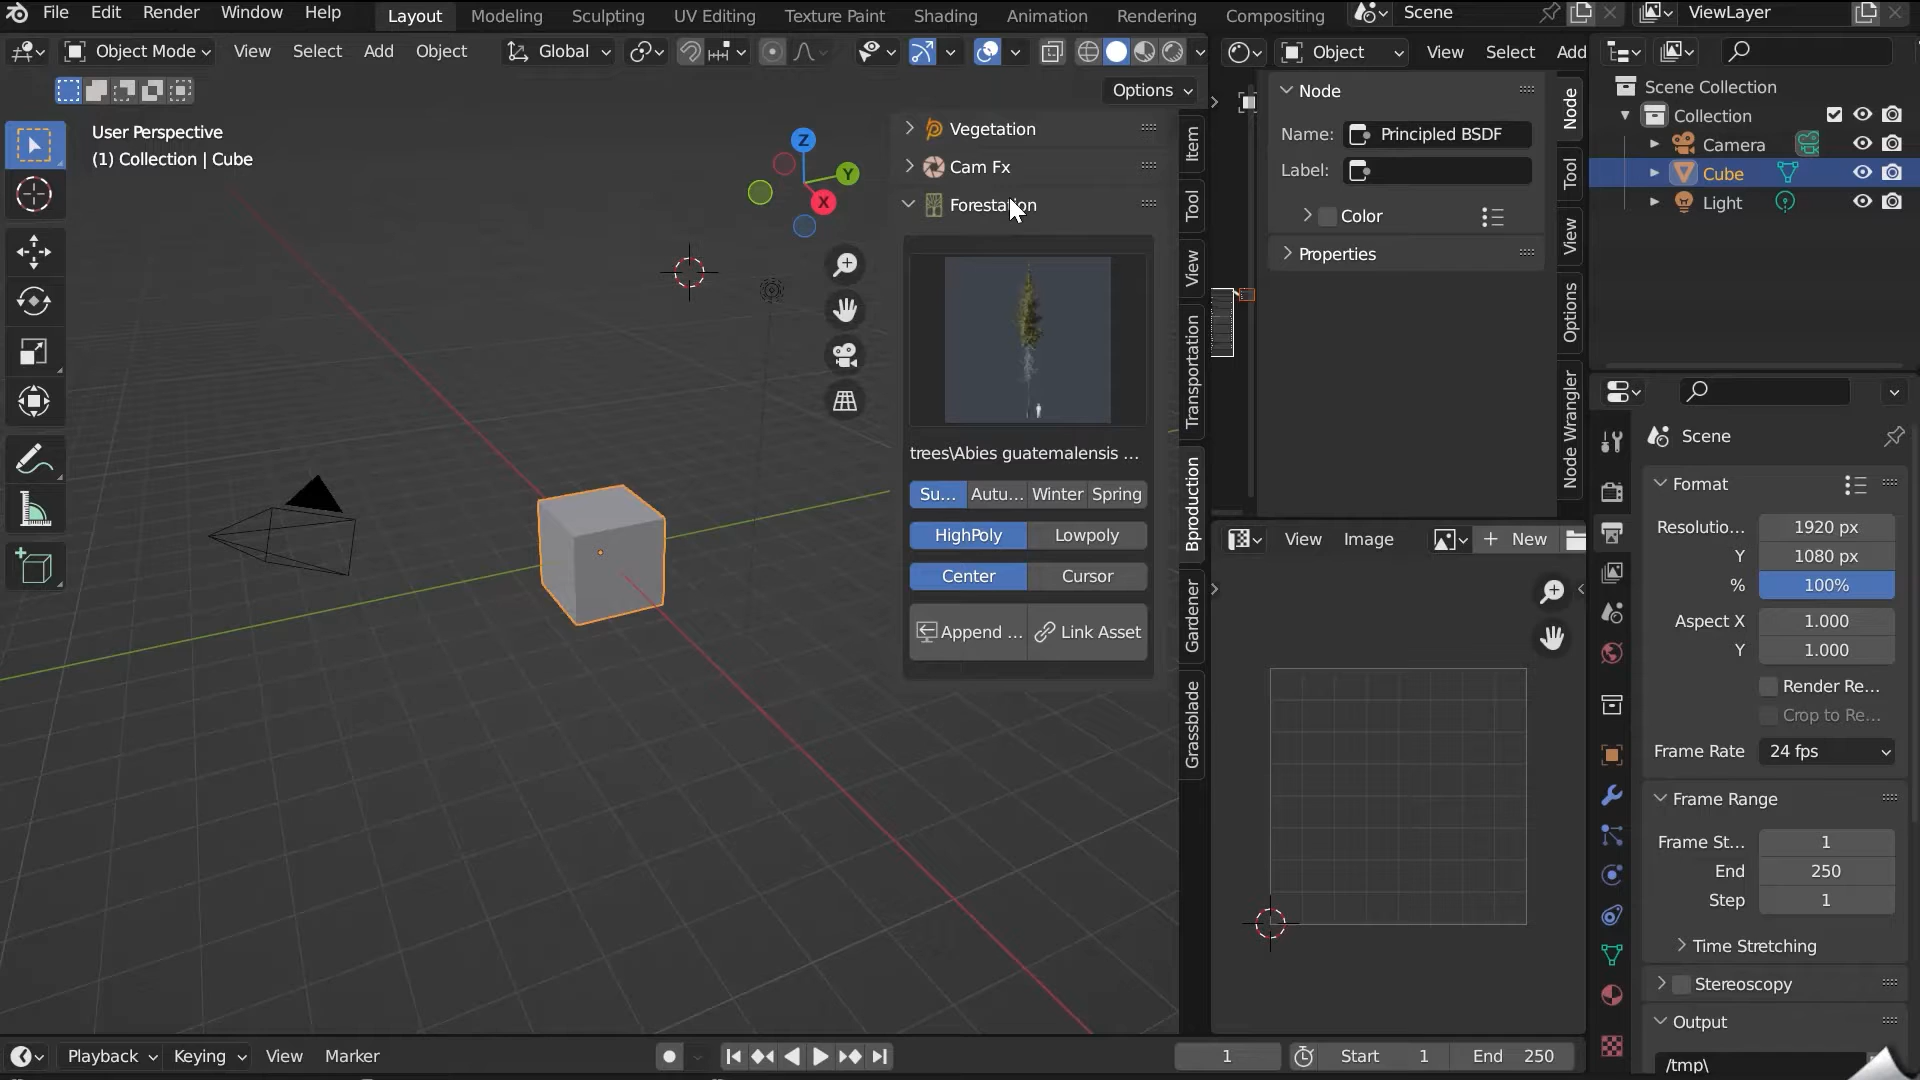 File Edit Render Window Help Layout Modeling Sculpting UV Editing Texture Paint Shading Animation Rendering Compositing Scene ViewLayer
Object Mode View Select Add Object Global Object View Select Add
Options
User Perspective
(1) Collection | Cube
Z
Y
X
Vegetation
Cam Fx
Forestation
trees\Abies guatemalensis ...
Su... Autu... Winter Spring
HighPoly Lowpoly
Center Cursor
Append ... Link Asset
Item
Tool
View
Transportation
Bproduction
Gardener
Grassblade
Node
Name: Principled BSDF
Label:
Color
Properties
Node
Tool
View
Options
Node Wrangler
View Image New
Scene Collection
Collection
Camera
Cube
Light
Scene
Format
Resolutio... 1920 px
Y 1080 px
% 100%
Aspect X 1.000
Y 1.000
Render Re...
Crop to Re...
Frame Rate 24 fps
Frame Range
Frame St... 1
End 250
Step 1
Time Stretching
Stereoscopy
Output
/tmp\
Playback Keying View Marker 1 Start 1 End 250